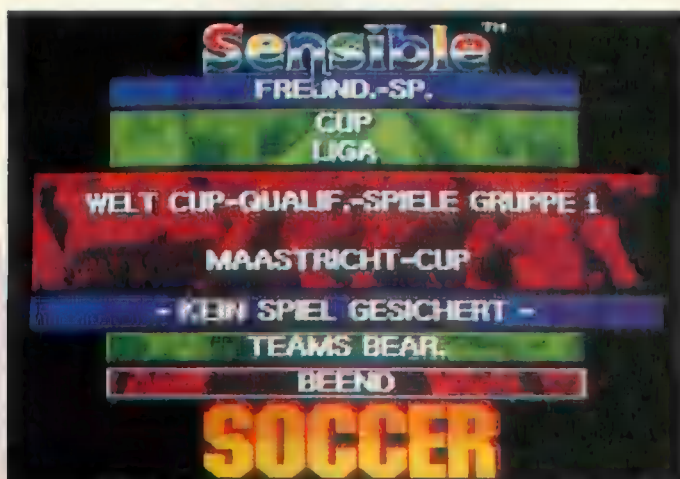 Sensible™
FREUND.-SP.
CUP
LIGA
WELT CUP-QUALIF.-SPIELE GRUPPE 1
MAASTRICHT-CUP
- KEIN SPIEL GESICHERT -
TEAMS BEAR.
BEEND
SOCCER